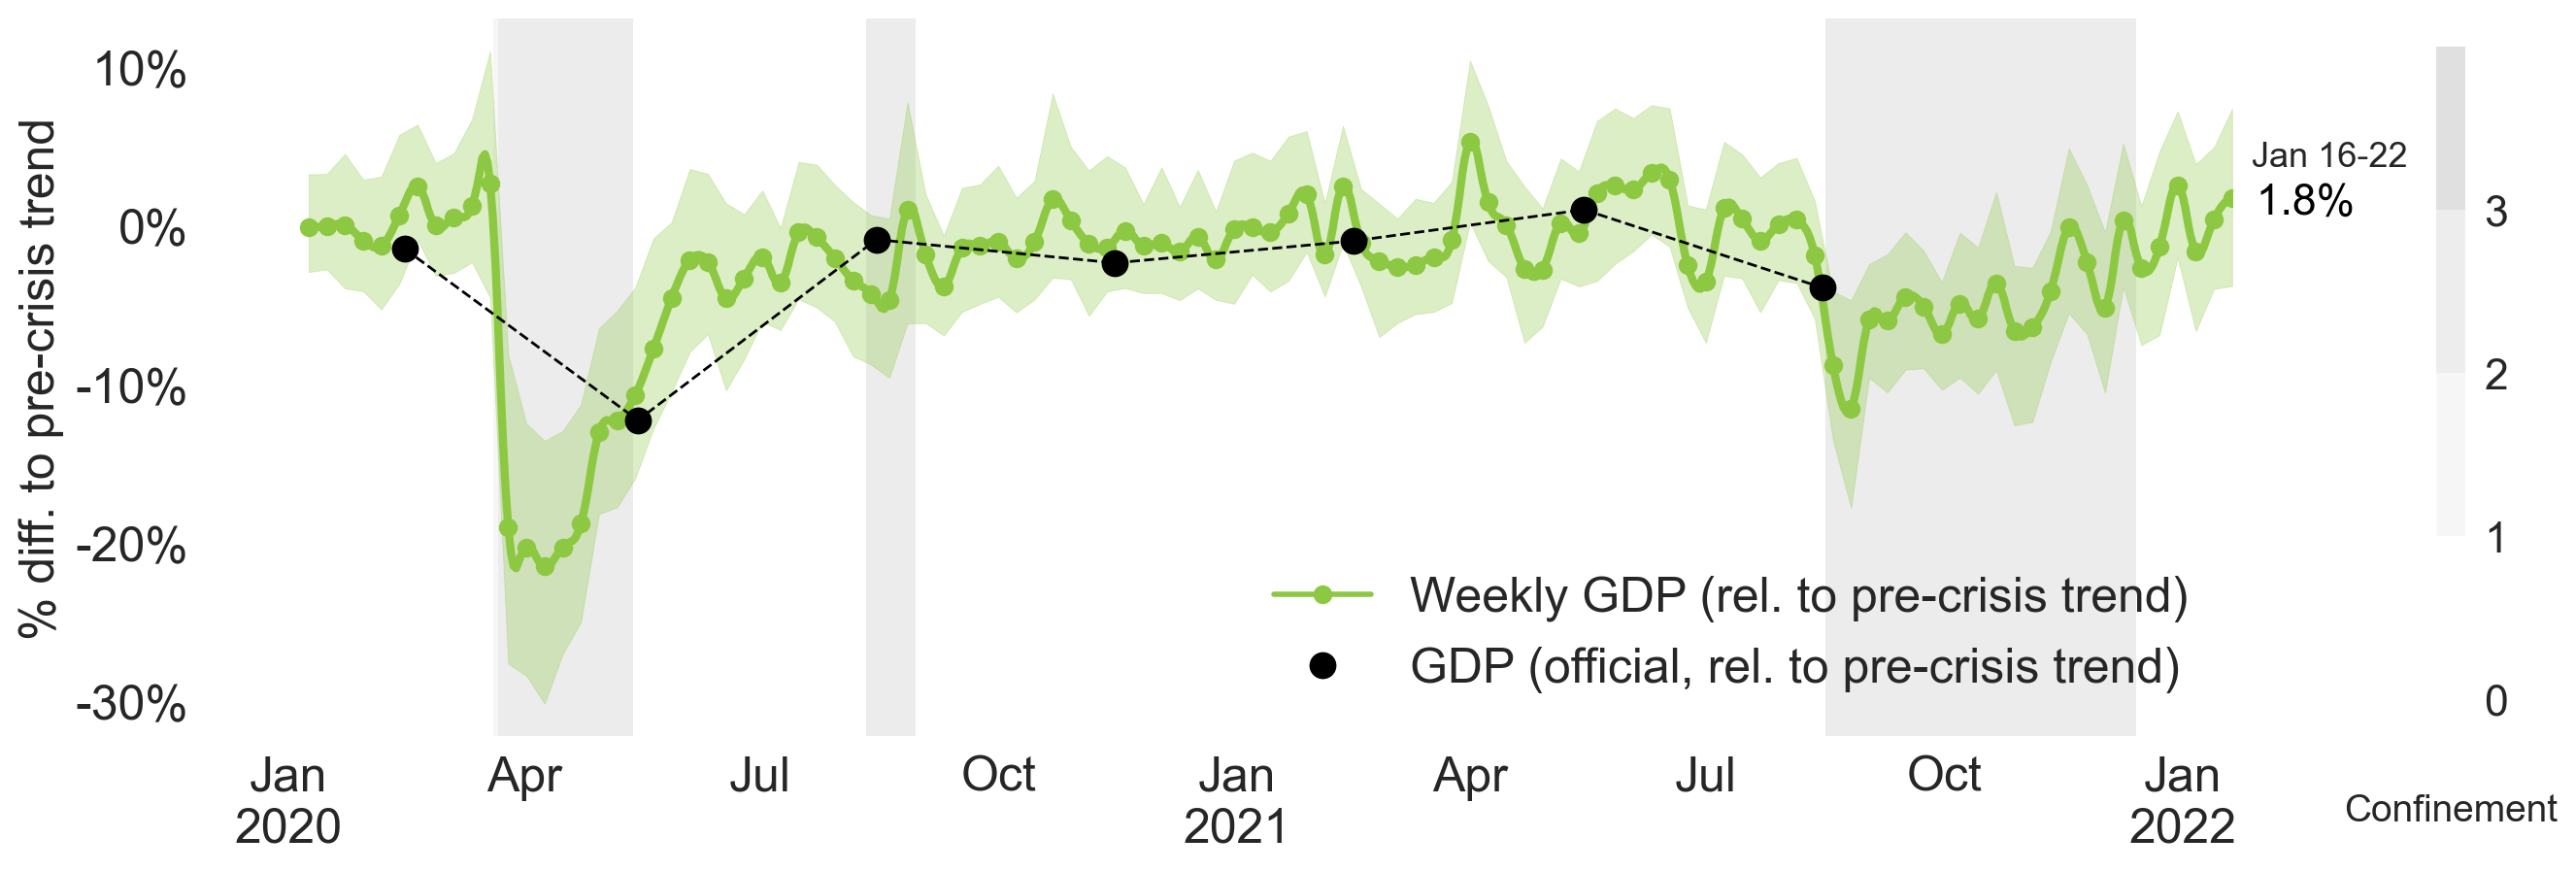 % diff. to pre-crisis trend
10%
0%
-10%
-20%
-30%
Jan
2020
Apr
Jul
Oct
Jan
2021
Apr
Jul
Oct
Jan
2022
Weekly GDP (rel. to pre-crisis trend)
GDP (official, rel. to pre-crisis trend)
Jan 16-22
1.8%
3
2
1
0
Confinement